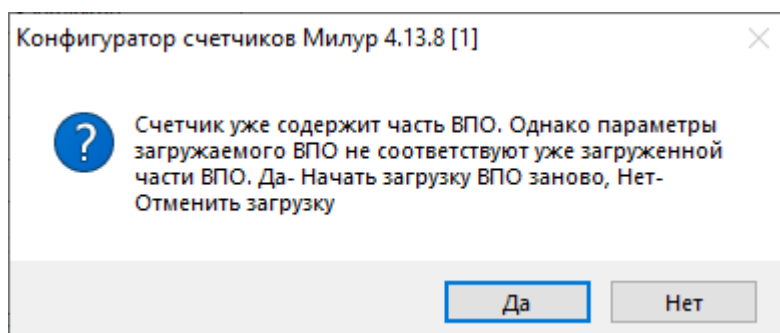 Конфигуратор счетчиков Милур 4.13.8 [1]
Счетчик уже содержит часть ВПО. Однако параметры
загружаемого ВПО не соответствуют уже загруженной
части ВПО. Да- Начать загрузку ВПО заново, Нет-
Отменить загрузку
Да
Нет